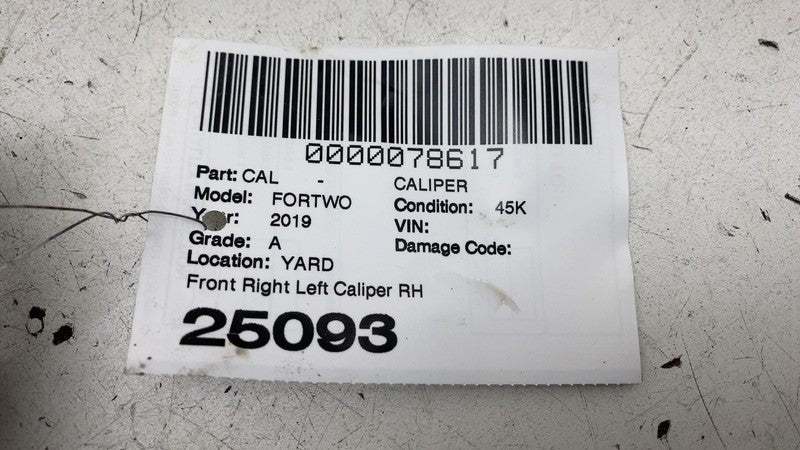 0000078617
Part: CAL - CALIPER
Model: FORTWO Condition: 45K
Year: 2019 VIN:
Grade: A Damage Code:
Location: YARD
Front Right Left Caliper RH
25093